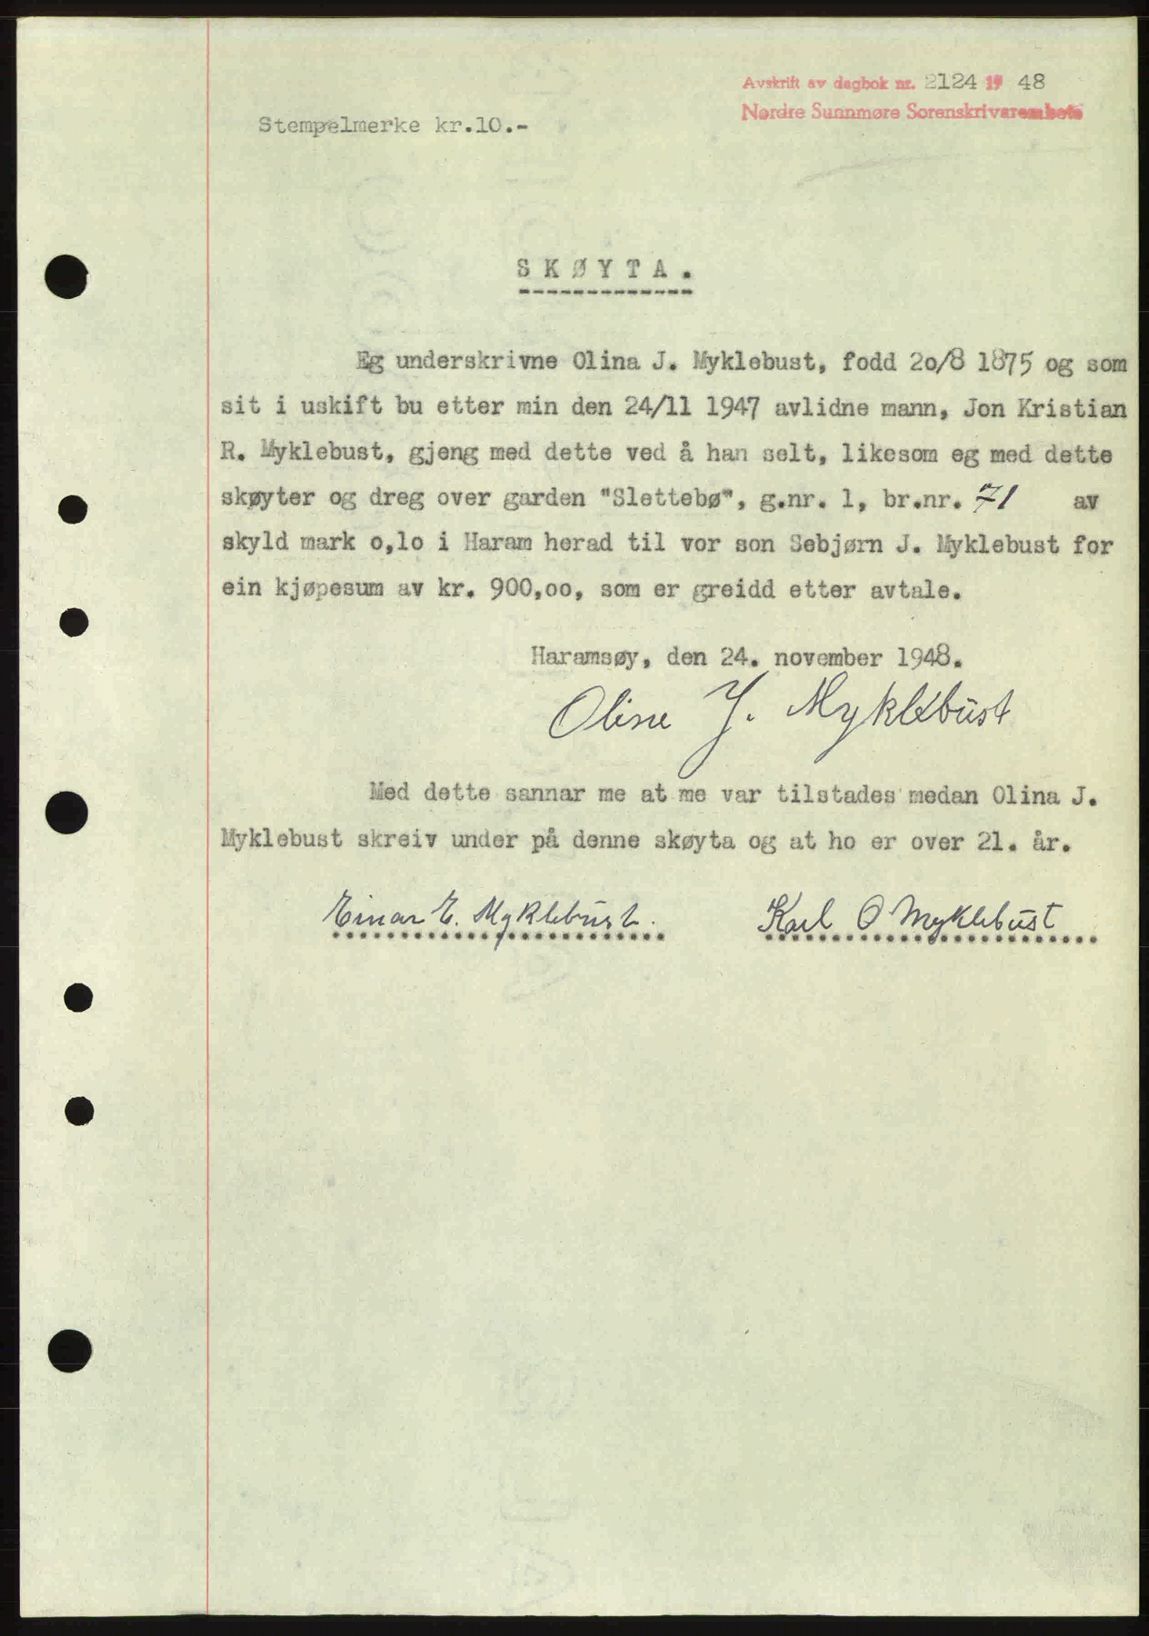 Avskrift av dagbok nr. 2124 19 48
Nordre Sunnmøre Sorenskrivarembete
Stempelmerke kr.10.-
SKØYTA.
Eg underskrivne Olina J. Myklebust, fodd 2o/8 1875 og som
sit i uskift bu etter min den 24/11 1947 avlidne mann, Jon Kristian
R. Myklebust, gjeng med dette ved å han selt, likesom eg med dette
skøyter og dreg over garden "Slettebø", g.nr. 1, br.nr. 71 av
skyld mark o,lo i Haram herad til vor son Sebjørn J. Myklebust for
ein kjøpesum av kr. 900,oo, som er greidd etter avtale.
Haramsøy, den 24. november 1948.
Oline J. Myklebust
Med dette sannar me at me var tilstades medan Olina J.
Myklebust skreiv under på denne skøyta og at ho er over 21. år.
Einar E. Myklebust. Karl O Myklebust